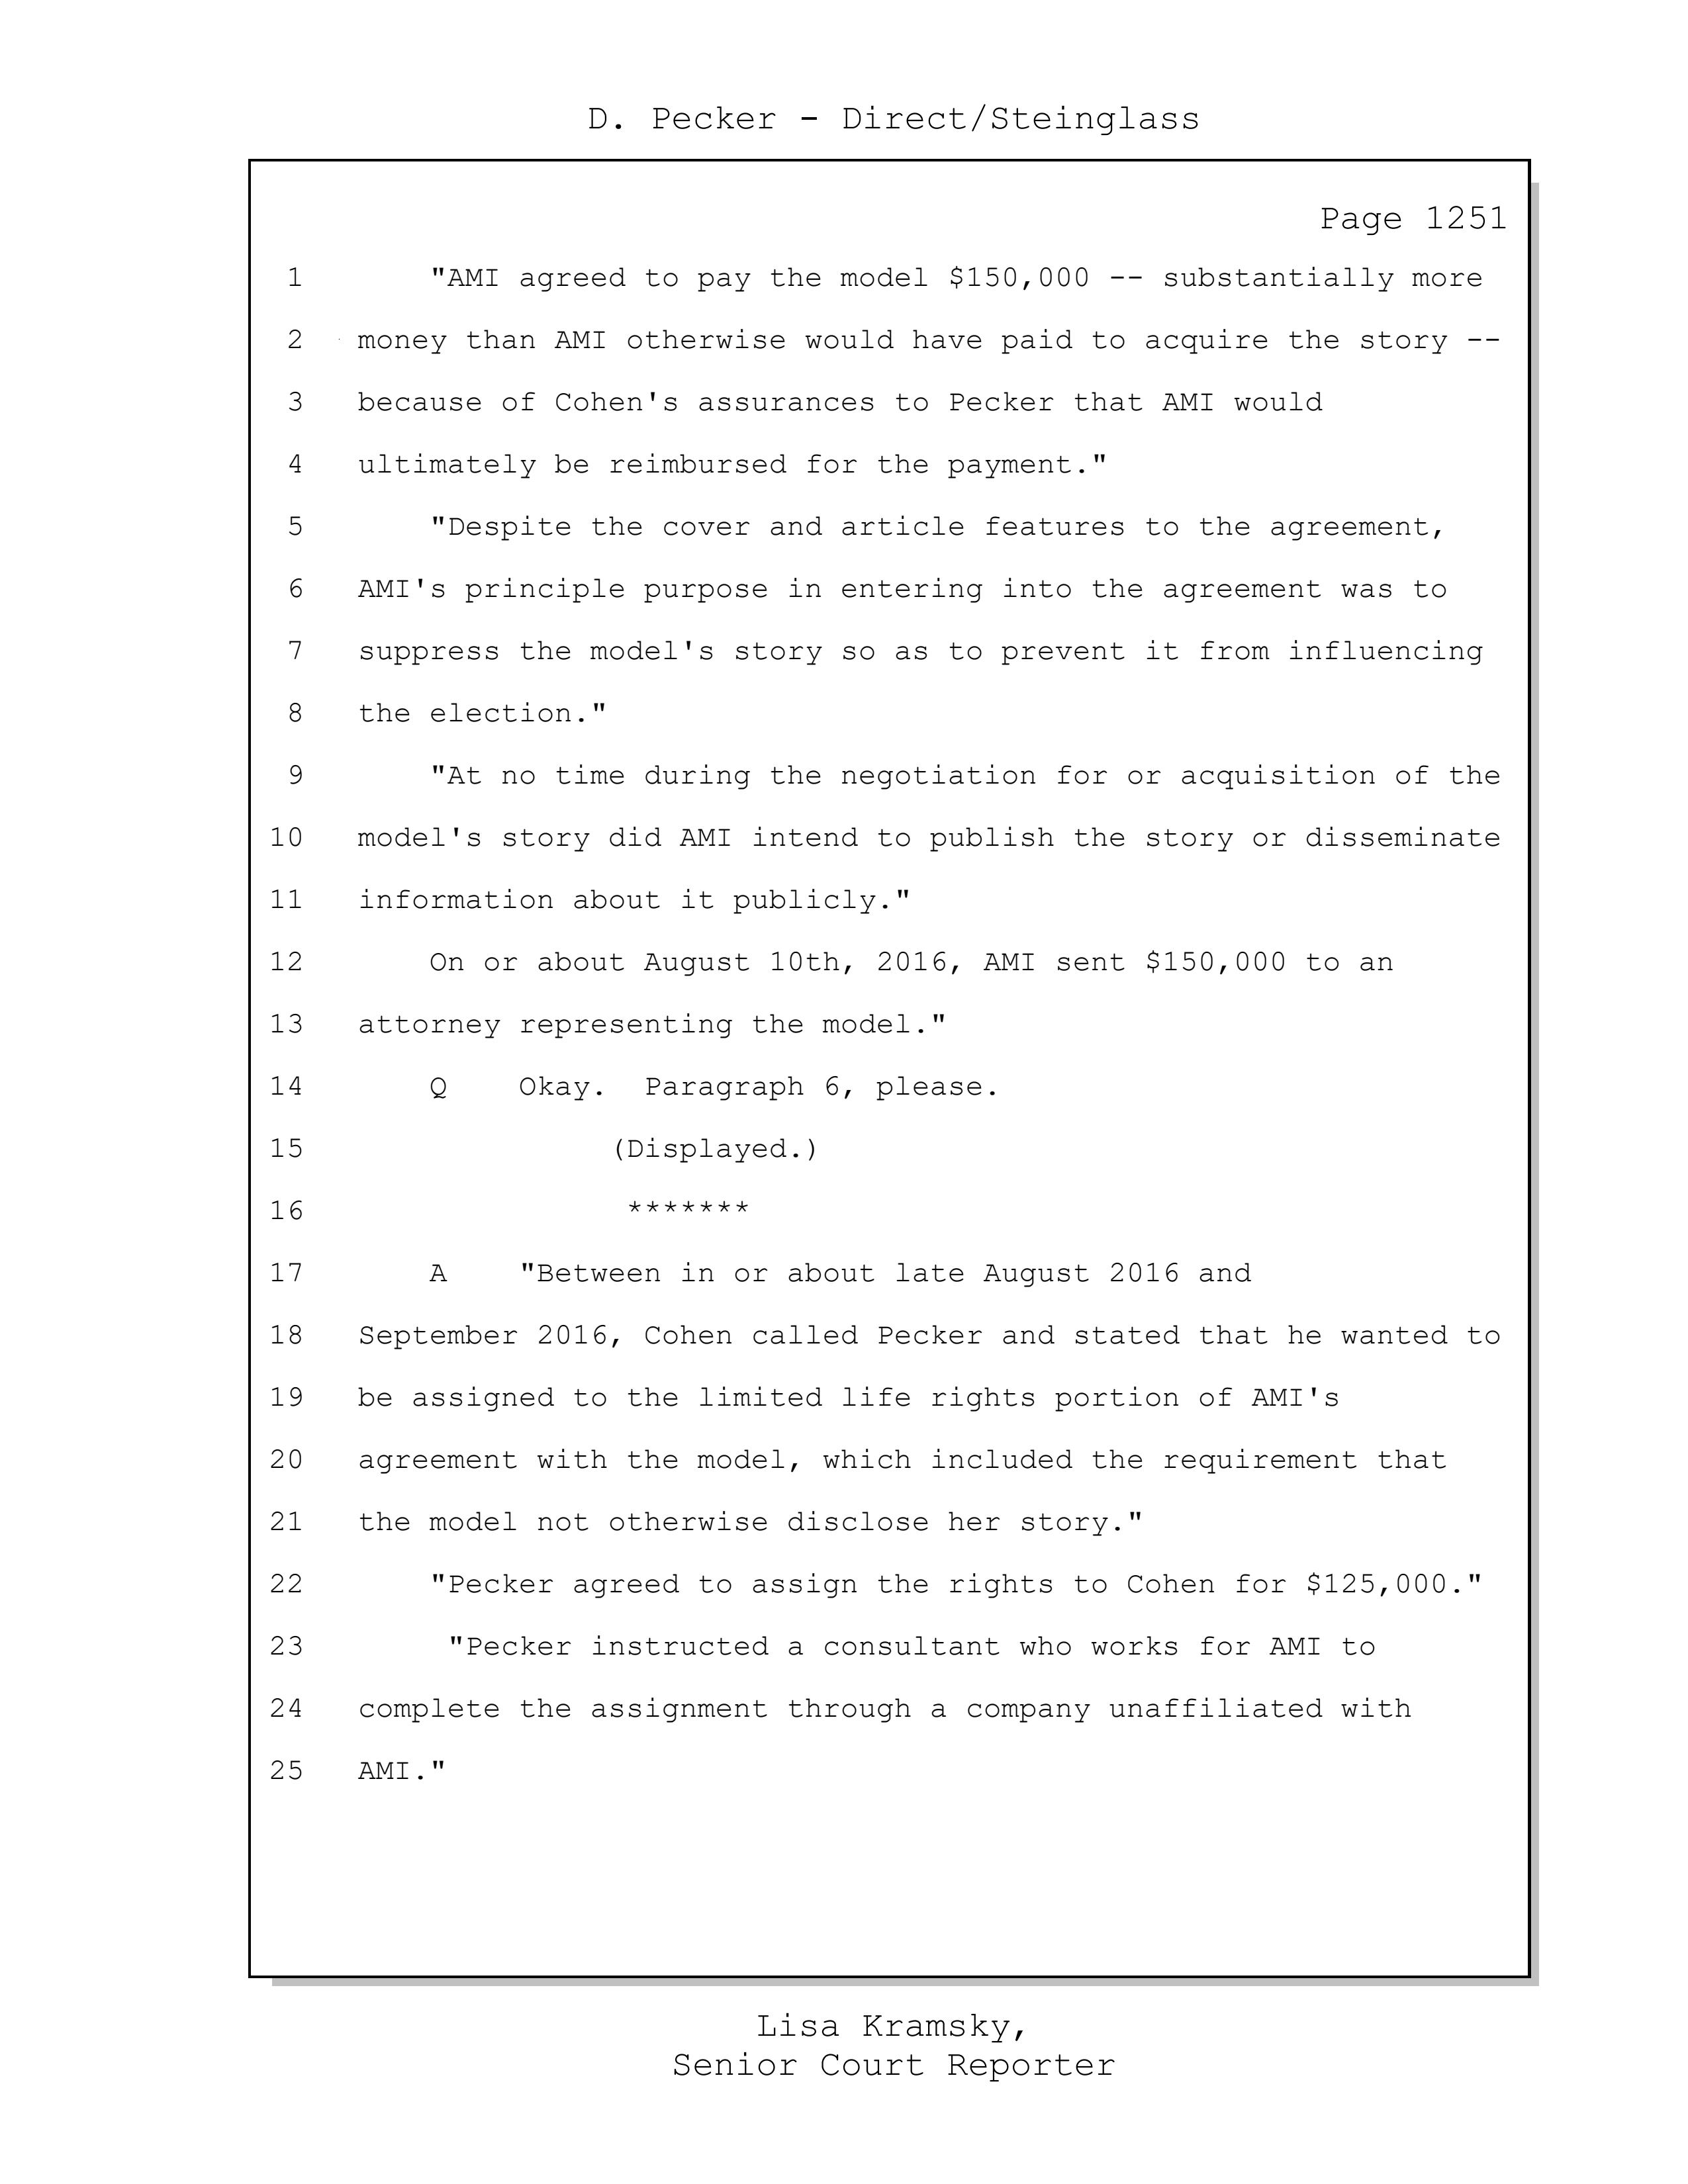 D. Pecker - Direct/Steinglass
Page 1251
1 "AMI agreed to pay the model $150,000 -- substantially more
2 money than AMI otherwise would have paid to acquire the story --
3 because of Cohen's assurances to Pecker that AMI would
4 ultimately be reimbursed for the payment."
5 "Despite the cover and article features to the agreement,
6 AMI's principle purpose in entering into the agreement was to
7 suppress the model's story so as to prevent it from influencing
8 the election."
9 "At no time during the negotiation for or acquisition of the
10 model's story did AMI intend to publish the story or disseminate
11 information about it publicly."
12 On or about August 10th, 2016, AMI sent $150,000 to an
13 attorney representing the model."
14 Q Okay. Paragraph 6, please.
15 (Displayed.)
16 *******
17 A "Between in or about late August 2016 and
18 September 2016, Cohen called Pecker and stated that he wanted to
19 be assigned to the limited life rights portion of AMI's
20 agreement with the model, which included the requirement that
21 the model not otherwise disclose her story."
22 "Pecker agreed to assign the rights to Cohen for $125,000."
23 "Pecker instructed a consultant who works for AMI to
24 complete the assignment through a company unaffiliated with
25 AMI."
Lisa Kramsky,
Senior Court Reporter